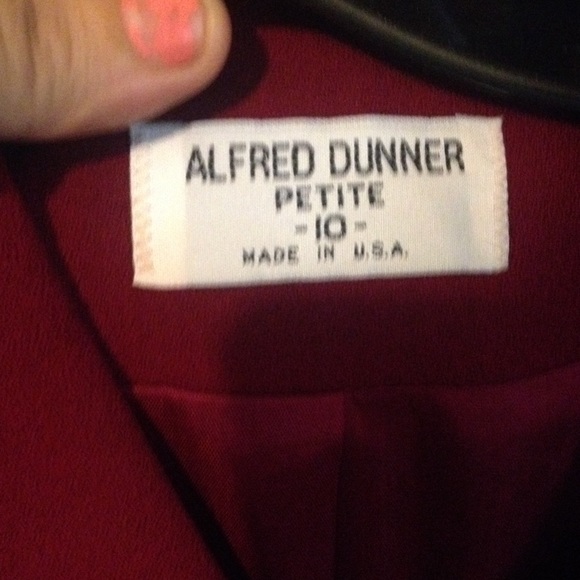 ALFRED DUNNER
PETITE
-10-
MADE IN U.S.A.